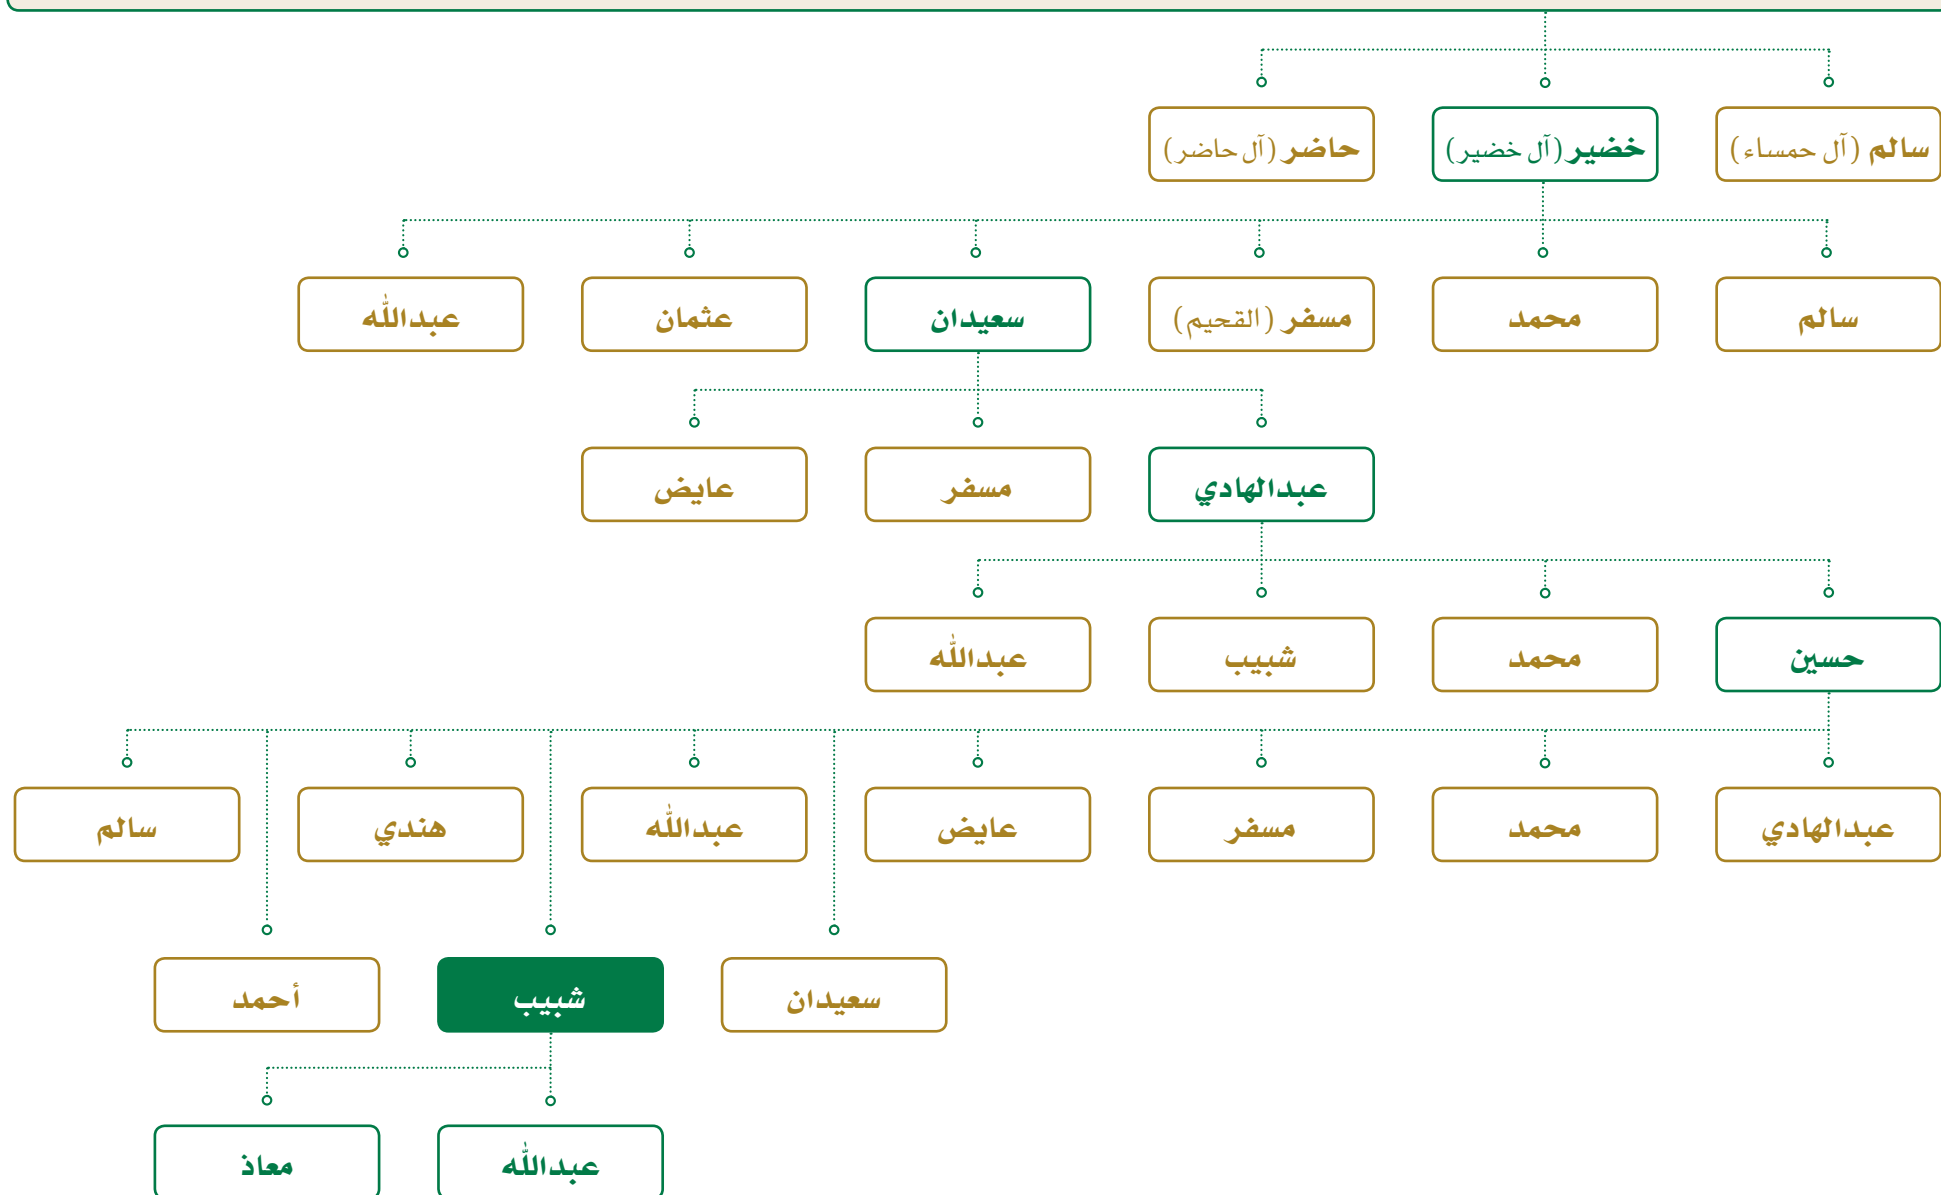 سالم (آل حمساء)
خضير (آل خضير)
حاضر (آل حاضر)
سالم
محمد
مسفر (القحيم)
سعيدان
عثمان
عبدالله
عبدالهادي
مسفر
عايض
حسين
محمد
شبيب
عبدالله
عبدالهادي
محمد
مسفر
عايض
عبدالله
هندي
سالم
سعيدان
شبيب
أحمد
عبدالله
معاذ